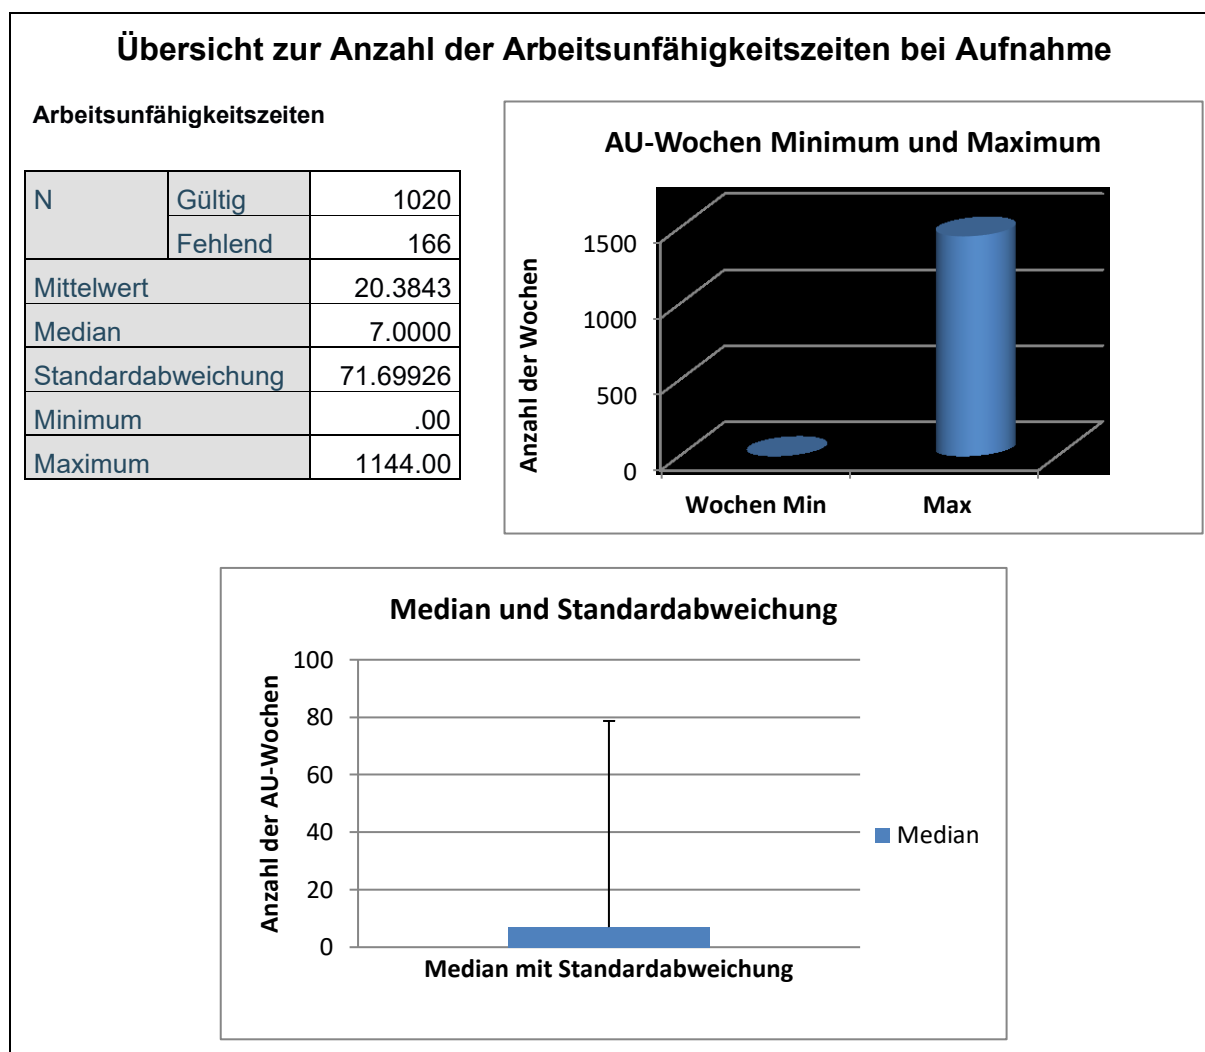 Übersicht zur Anzahl der Arbeitsunfähigkeitszeiten bei Aufnahme
Arbeitsunfähigkeitszeiten
N Gültig 1020
Fehlend 166
Mittelwert 20.3843
Median 7.0000
Standardabweichung 71.69926
Minimum .00
Maximum 1144.00
AU-Wochen Minimum und Maximum
Anzahl der Wochen
1500
1000
500
0
Wochen Min Max
Median und Standardabweichung
Anzahl der AU-Wochen
100
80
60
40
20
0
Median mit Standardabweichung
Median